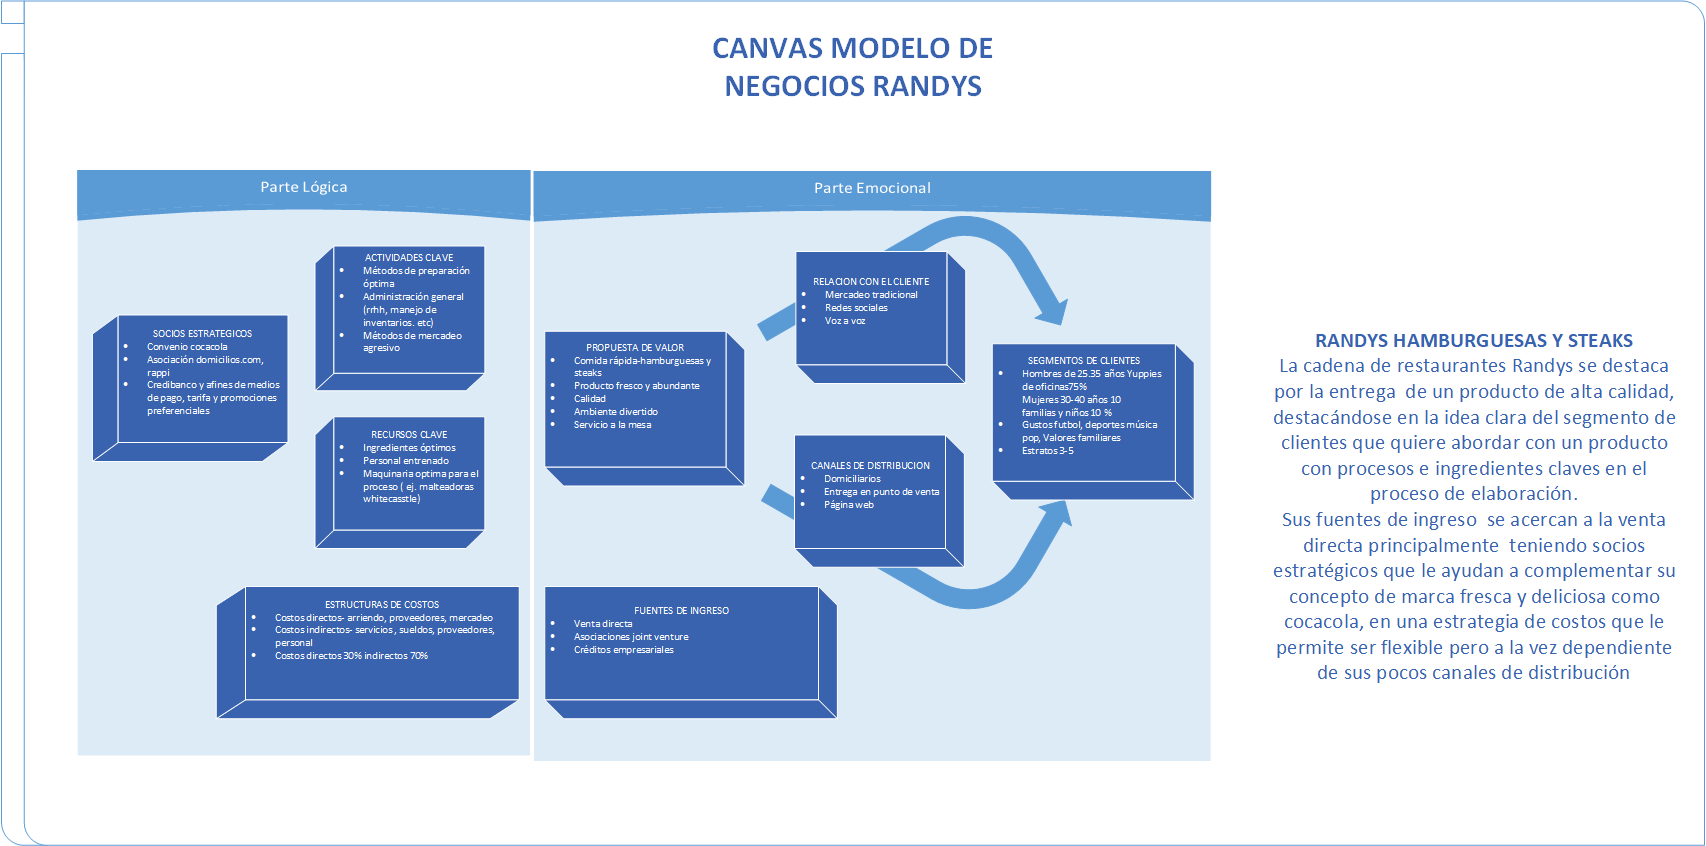 CANVAS MODELO DE
NEGOCIOS RANDYS
Parte Lógica
Parte Emocional
SOCIOS ESTRATEGICOS
• Convenio cocacola
• Asociación domicilios.com,
rappi
• Credibanco y afines de medios
de pago, tarifa y promociones
preferenciales
ACTIVIDADES CLAVE
• Métodos de preparación
óptima
• Administración general
(rrhh, manejo de
inventarios. etc)
• Métodos de mercadeo
agresivo
RECURSOS CLAVE
• Ingredientes óptimos
• Personal entrenado
• Maquinaria optima para el
proceso ( ej. malteadoras
whitecasstle)
ESTRUCTURAS DE COSTOS
• Costos directos- arriendo, proveedores, mercadeo
• Costos indirectos- servicios , sueldos, proveedores,
personal
• Costos directos 30% indirectos 70%
PROPUESTA DE VALOR
• Comida rápida-hamburguesas y
steaks
• Producto fresco y abundante
• Calidad
• Ambiente divertido
• Servicio a la mesa
RELACION CON EL CLIENTE
• Mercadeo tradicional
• Redes sociales
• Voz a voz
CANALES DE DISTRIBUCION
• Domiciliarios
• Entrega en punto de venta
• Página web
SEGMENTOS DE CLIENTES
• Hombres de 25.35 años Yuppies
de oficinas75%
Mujeres 30-40 años 10
familias y niños 10 %
• Gustos futbol, deportes música
pop, Valores familiares
• Estratos 3-5
FUENTES DE INGRESO
• Venta directa
• Asociaciones joint venture
• Créditos empresariales
RANDYS HAMBURGUESAS Y STEAKS
La cadena de restaurantes Randys se destaca
por la entrega de un producto de alta calidad,
destacándose en la idea clara del segmento de
clientes que quiere abordar con un producto
con procesos e ingredientes claves en el
proceso de elaboración.
Sus fuentes de ingreso se acercan a la venta
directa principalmente teniendo socios
estratégicos que le ayudan a complementar su
concepto de marca fresca y deliciosa como
cocacola, en una estrategia de costos que le
permite ser flexible pero a la vez dependiente
de sus pocos canales de distribución